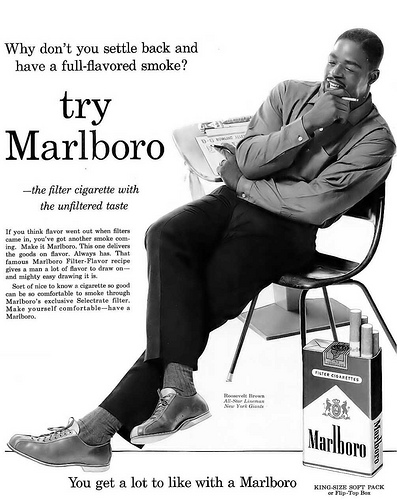 Why don't you settle back and
have a full-flavored smoke?
try
Marlboro
—the filter cigarette with
the unfiltered taste
If you think flavor went out when filters
came in, you've got another smoke com-
ing. Make it Marlboro. This one delivers
the goods on flavor. Always has. That
famous Marlboro Filter-Flavor recipe
gives a man a lot of flavor to draw on—
and mighty easy drawing it is.
Sort of nice to know a cigarette so good
can be so comfortable to smoke through
Marlboro's exclusive Selectrate filter.
Make yourself comfortable—have a
Marlboro.
Roosevelt Brown
All-Star Lineman
New York Giants
FILTER CIGARETTES
Marlboro
Marlboro
You get a lot to like with a Marlboro
KING-SIZE SOFT PACK
or Flip-Top Box